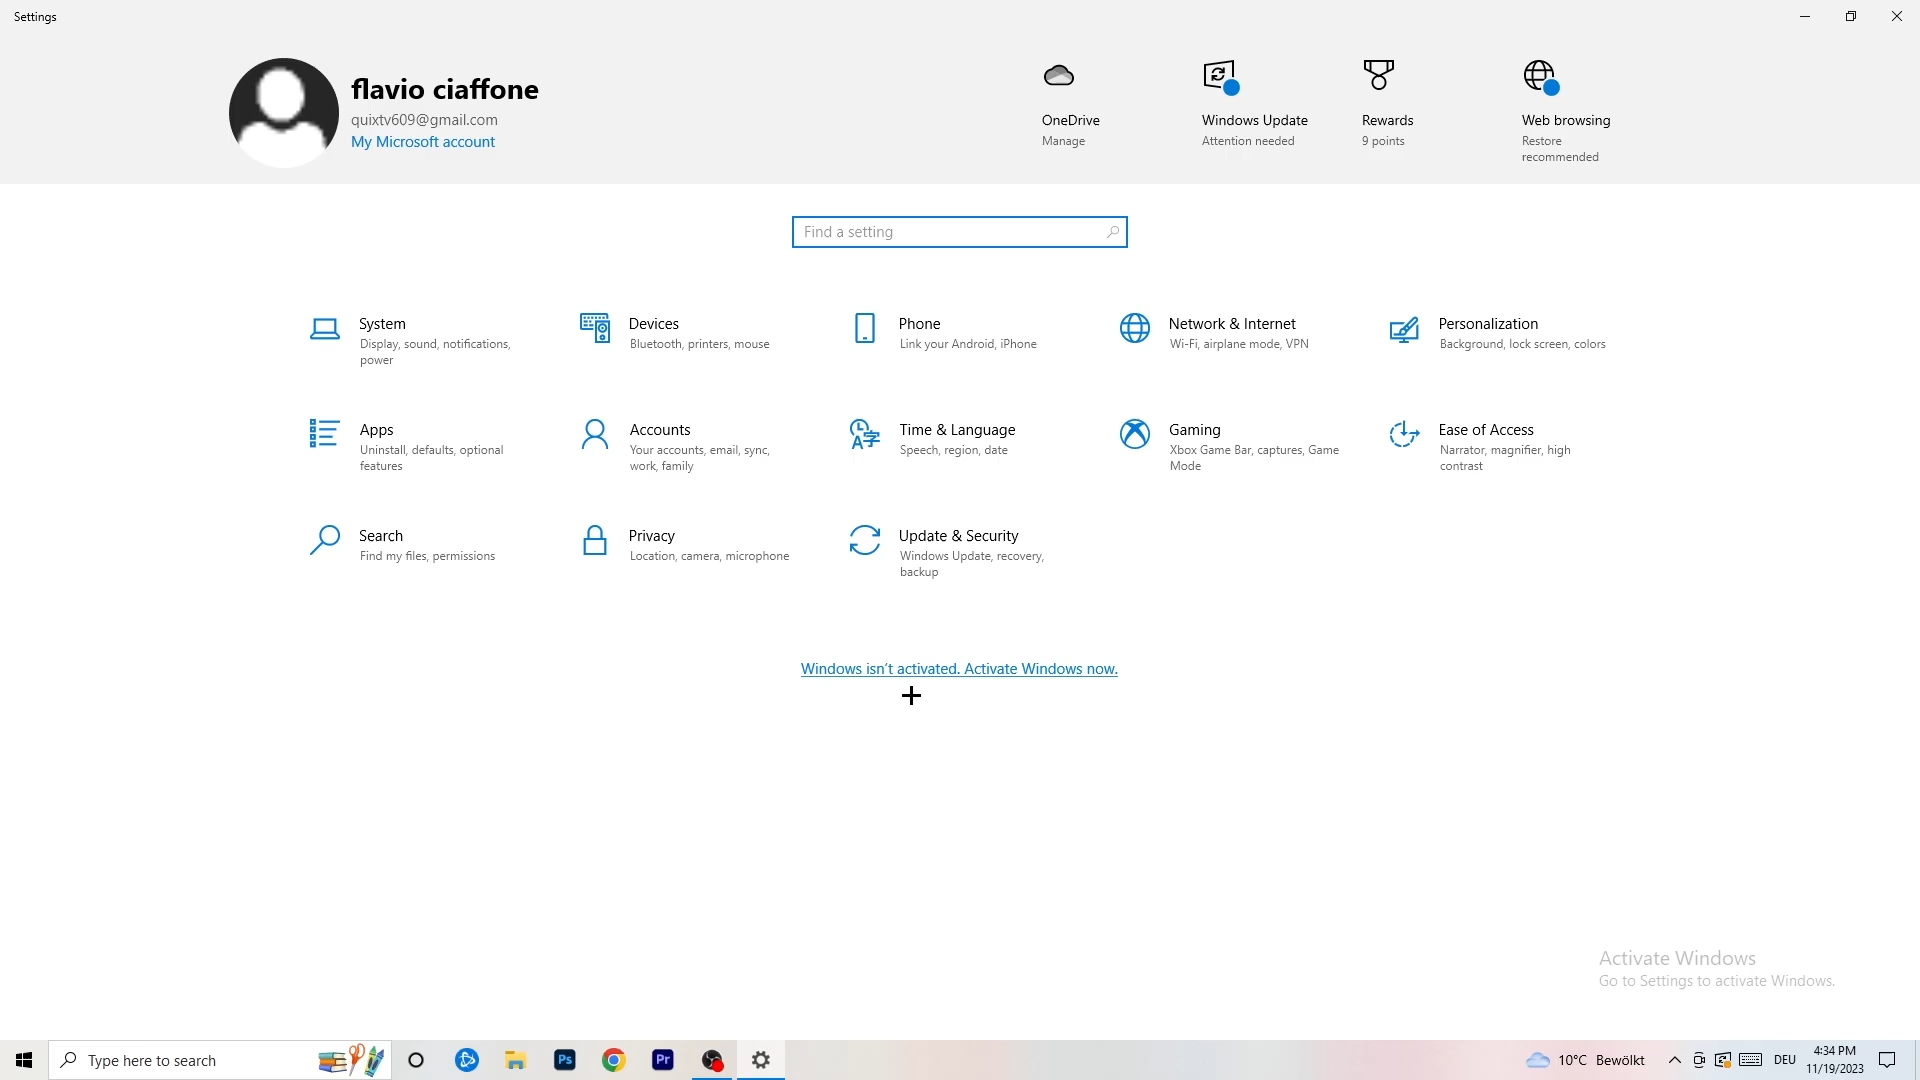 Settings
flavio ciaffone
quixtv609@gmail.com
My Microsoft account
OneDrive
Manage
Windows Update
Attention needed
Rewards
9 points
Web browsing
Restore
recommended
Find a setting
System
Display, sound, notifications,
power
Devices
Bluetooth, printers, mouse
Phone
Link your Android, iPhone
Network & Internet
Wi-Fi, airplane mode, VPN
Personalization
Background, lock screen, colors
Apps
Uninstall, defaults, optional
features
Accounts
Your accounts, email, sync,
work, family
Time & Language
Speech, region, date
Gaming
Xbox Game Bar, captures, Game
Mode
Ease of Access
Narrator, magnifier, high
contrast
Search
Find my files, permissions
Privacy
Location, camera, microphone
Update & Security
Windows Update, recovery,
backup
Windows isn't activated. Activate Windows now.
Activate Windows
Go to Settings to activate Windows.
Type here to search
Ps
Pr
10°C Bewölkt
DEU
4:34 PM
11/19/2023